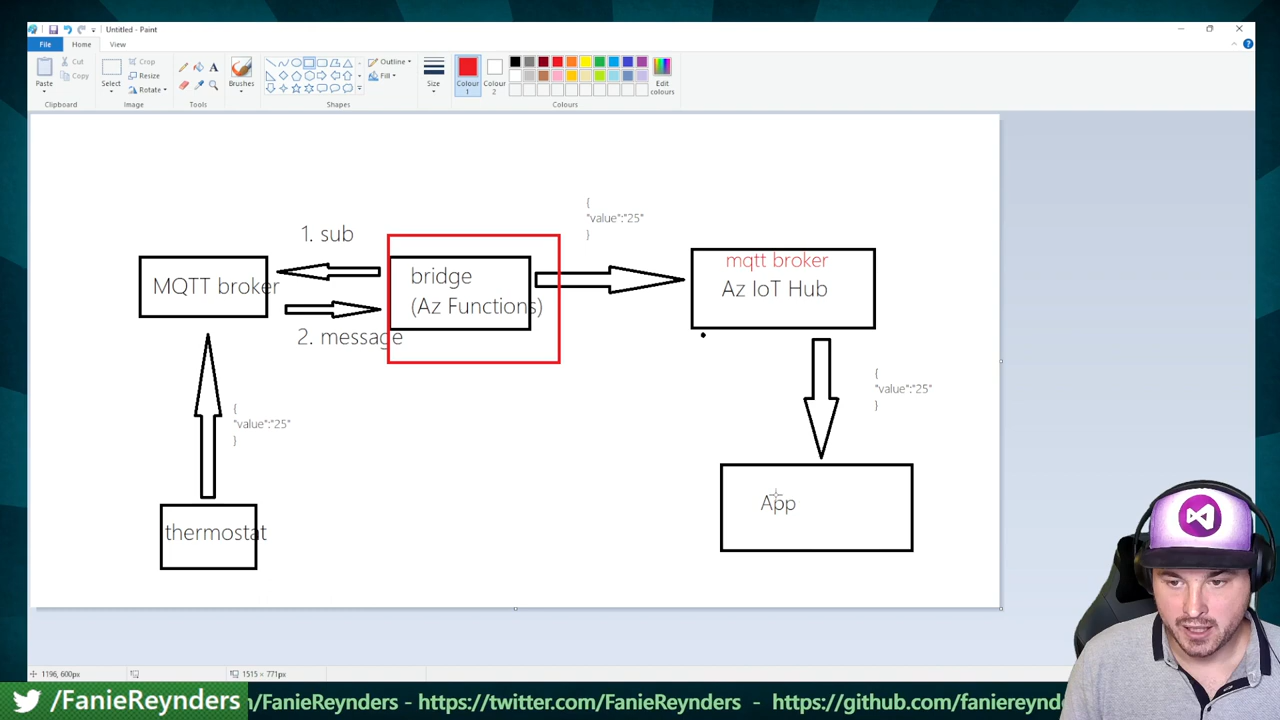 Untitled - Paint
File
Home
View
Paste
Cut
Copy
Clipboard
Select
Crop
Resize
Rotate
Image
Tools
Brushes
Outline
Fill
Shapes
Size
Colour
1
Colour
2
Edit
colours
Colours
{
"value":"25"
}
1. sub
MQTT broker
bridge
(Az Functions)
mqtt broker
Az IoT Hub
2. message
{
"value":"25"
}
{
"value":"25"
}
App
thermostat
1196, 600px
1515 × 771px
/FanieReynders
/FanieReynders - https://twitter.com/FanieReynders - https://github.com/faniereynde